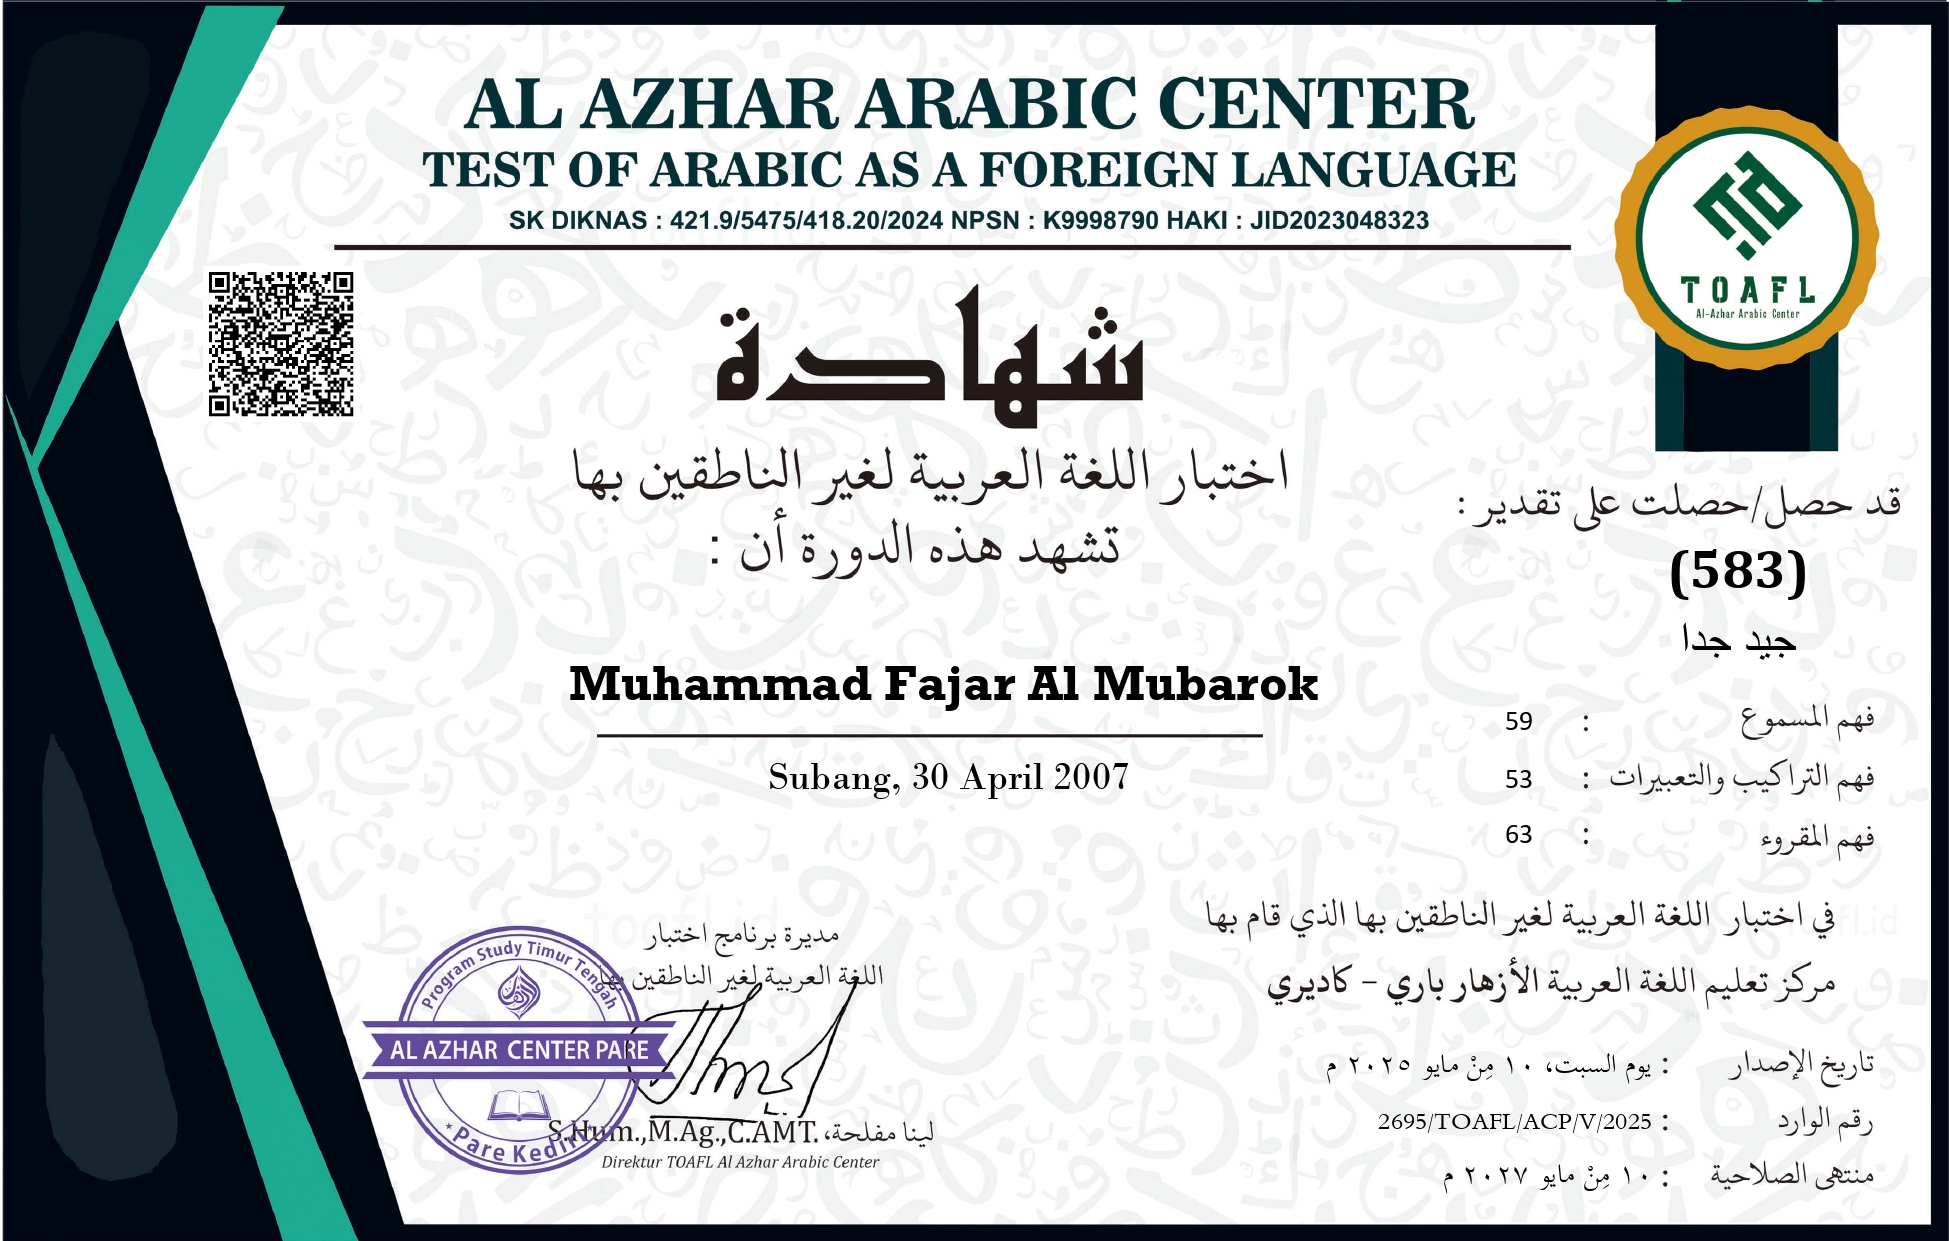 AL AZHAR ARABIC CENTER
TEST OF ARABIC AS A FOREIGN LANGUAGE
SK DIKNAS : 421.9/5475/418.20/2024 NPSN : K9998790 HAKI : JID2023048323
TOAFL
Al-Azhar Arabic Center
شهادة
اختبار اللغة العربية لغير الناطقين بها
تشهد هذه الدورة أن :
Muhammad Fajar Al Mubarok
Subang, 30 April 2007
قد حصل/حصلت على تقدير :
(583)
جيد جدا
فهم المسموع : 59
فهم التراكيب والتعبيرات : 53
فهم المقروء : 63
في اختبار اللغة العربية لغير الناطقين بها الذي قام بها
مركز تعليم اللغة العربية الأزهار باري - كاديري
تاريخ الإصدار : يوم السبت، ١٠ مِنْ مايو ٢٠٢٥ م
رقم الوارد : 2695/TOAFL/ACP/V/2025
منتهى الصلاحية : ١٠ مِنْ مايو ٢٠٢٧ م
مديرة برنامج اختبار
اللغة العربية لغير الناطقين بها
Program Study Timur Tengah
AL AZHAR CENTER PARE
Pare Kediri
لينا مفلحة، S.Hum.,M.Ag.,C.AMT.
Direktur TOAFL Al Azhar Arabic Center
toafl.id